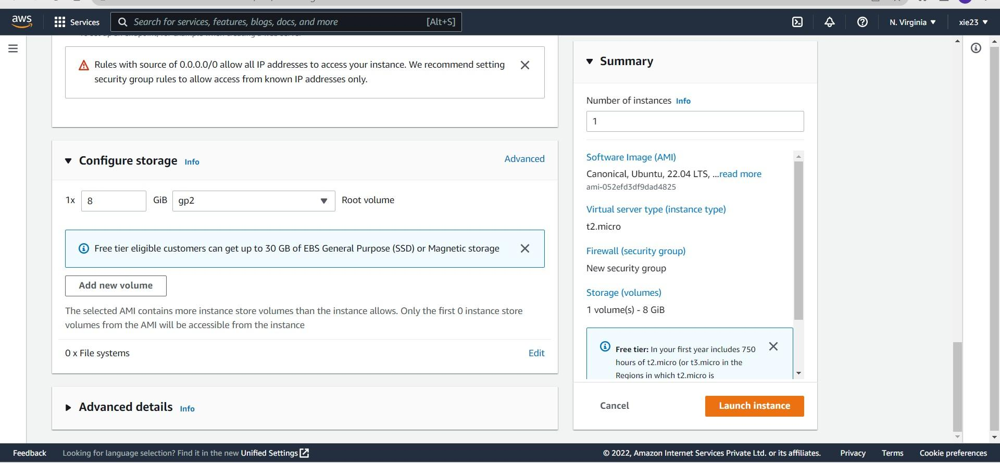 aws
Services
Search for services, features, blogs, docs, and more
[Alt+S]
N. Virginia
xie23
Rules with source of 0.0.0.0/0 allow all IP addresses to access your instance. We recommend setting
security group rules to allow access from known IP addresses only.
Configure storage Info
Advanced
1x 8 GiB gp2 Root volume
Free tier eligible customers can get up to 30 GB of EBS General Purpose (SSD) or Magnetic storage
Add new volume
The selected AMI contains more instance store volumes than the instance allows. Only the first 0 instance store
volumes from the AMI will be accessible from the instance
0 x File systems
Edit
Advanced details Info
Summary
Number of instances Info
1
Software Image (AMI)
Canonical, Ubuntu, 22.04 LTS, ...read more
ami-052efd3df9dad4825
Virtual server type (instance type)
t2.micro
Firewall (security group)
New security group
Storage (volumes)
1 volume(s) - 8 GiB
Free tier: In your first year includes 750
hours of t2.micro (or t3.micro in the
Regions in which t2.micro is
Cancel
Launch instance
Feedback
Looking for language selection? Find it in the new Unified Settings
© 2022, Amazon Internet Services Private Ltd. or its affiliates.
Privacy
Terms
Cookie preferences